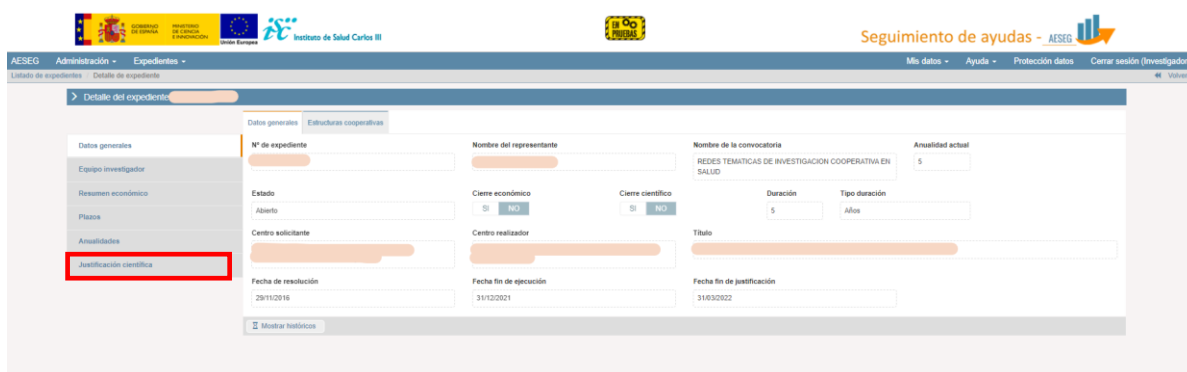 GOBIERNO DE ESPAÑA
MINISTERIO DE CIENCIA E INNOVACIÓN
Unión Europea
isc Instituto de Salud Carlos III
EN PRUEBAS
Seguimiento de ayudas - AESEG
AESEG Administración Expedientes Mis datos Ayuda Protección datos Cerrar sesión (Investigador
Listado de expedientes / Detalle de expediente Volver
Detalle del expediente
Datos generales Estructuras cooperativas
Datos generales
Equipo investigador
Resumen económico
Plazos
Anualidades
Justificación científica
Nº de expediente Nombre del representante Nombre de la convocatoria Anualidad actual
REDES TEMATICAS DE INVESTIGACION COOPERATIVA EN 5
SALUD
Estado Cierre económico Cierre científico Duración Tipo duración
Abierto SI NO SI NO 5 Años
Centro solicitante Centro realizador Título
Fecha de resolución Fecha fin de ejecución Fecha fin de justificación
29/11/2016 31/12/2021 31/03/2022
Mostrar históricos